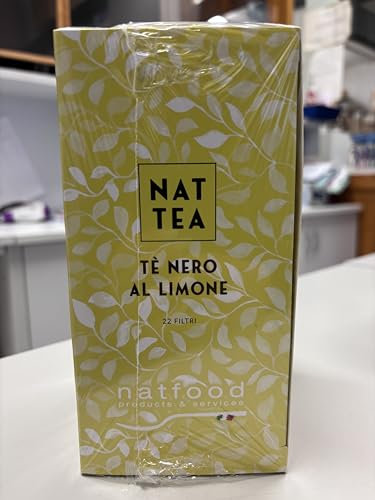 NAT
TEA
TÈ NERO
AL LIMONE
22 FILTRI
natfood
products & services